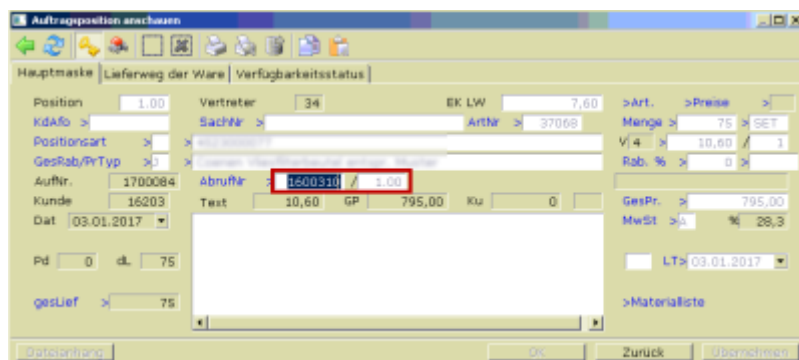 Auftragsposition anschauen
Hauptmaske Lieferweg der Ware Verfügbarkeitsstatus
Position 1.00 Vertreter 34 EK LW 7,60 >Art. >Preise >
KdAfo > SachNr > ArtNr > 37068 Menge > 75 > SET
Positionsart > > V 4 > 10,60 / 1
GesRab/PrTyp > J > Rab. % > 0 >
AufNr. 1700084 AbrufNr > 1600310 / 1.00
Kunde 16203 Text 10,60 GP 795,00 Ku 0 GesPr. > 795,00
Dat 03.01.2017 MwSt > A % 28,3
Pd 0 dL 75 LT> 03.01.2017
gesLief > 75 >Materialliste
Dateianhang OK Zurück Übernehmen